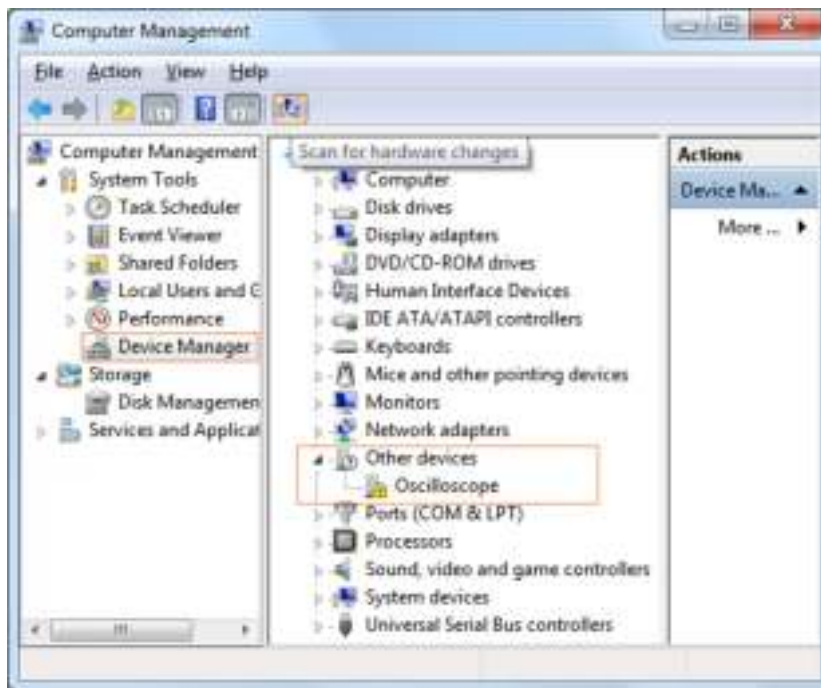 Computer Management
File Action View Help
Computer Management
System Tools
Task Scheduler
Event Viewer
Shared Folders
Local Users and G
Performance
Device Manager
Storage
Disk Managemen
Services and Applicat
Scan for hardware changes
Computer
Disk drives
Display adapters
DVD/CD-ROM drives
Human Interface Devices
IDE ATA/ATAPI controllers
Keyboards
Mice and other pointing devices
Monitors
Network adapters
Other devices
Oscilloscope
Ports (COM & LPT)
Processors
Sound, video and game controllers
System devices
Universal Serial Bus controllers
Actions
Device Ma...
More ...